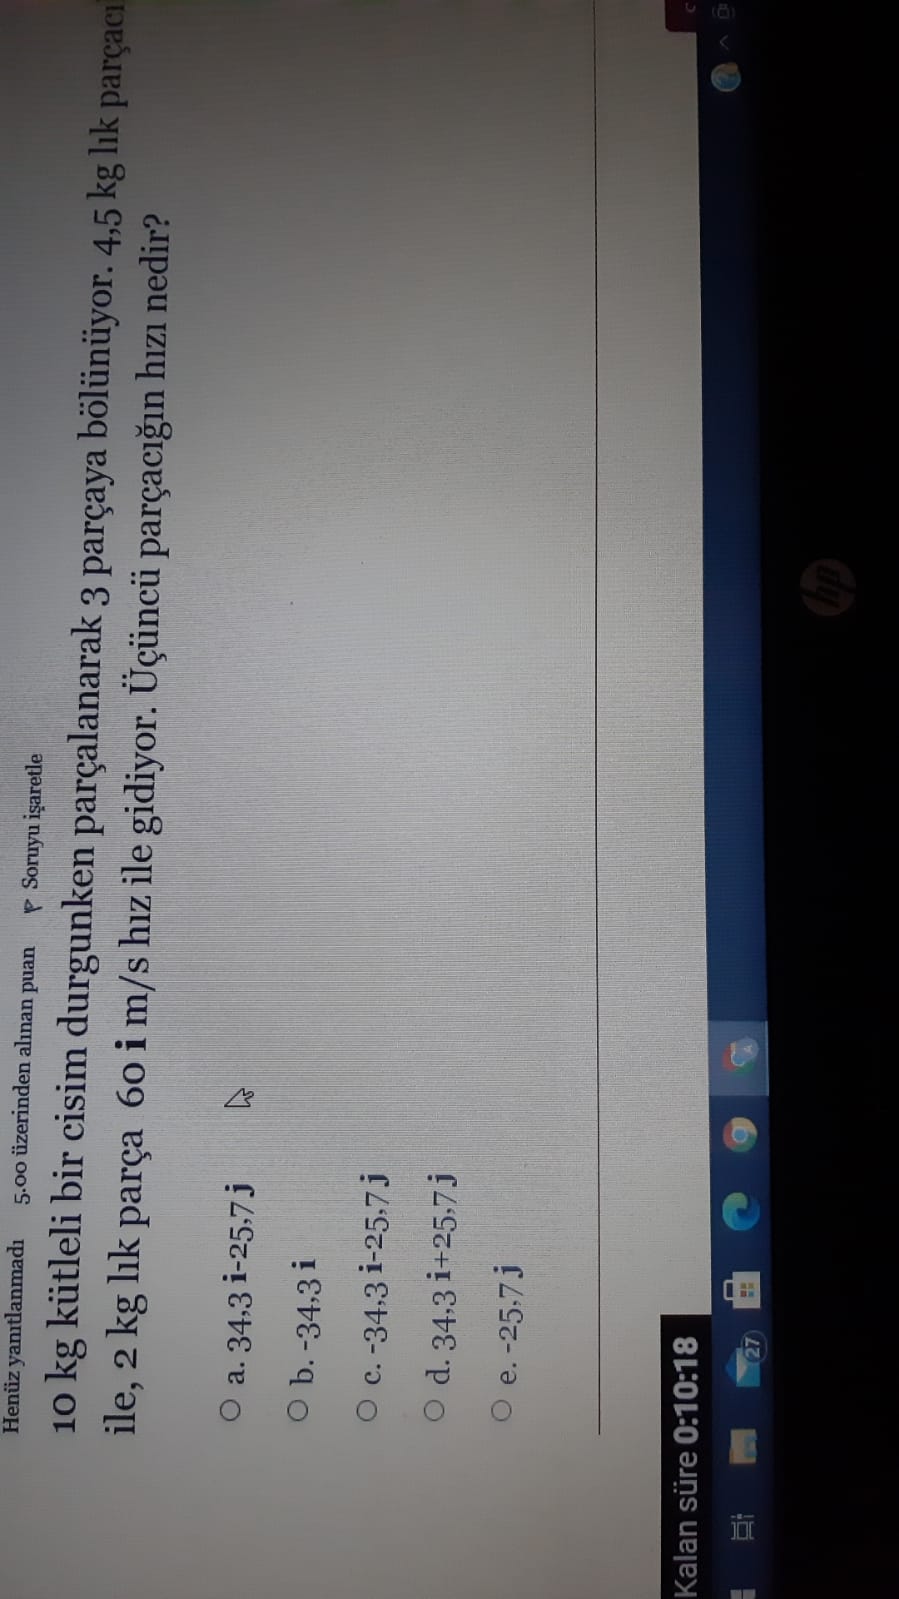 Henüz yanıtlanmadı 5.00 üzerinden alınan puan Soruyu işaretle
10 kg kütleli bir cisim durgunken parçalanarak 3 parçaya bölünüyor. 4,5 kg lık parçacı
ile, 2 kg lık parça 60 i m/s hız ile gidiyor. Üçüncü parçacığın hızı nedir?
a. 34,3 i-25,7 j
b. -34,3 i
c. -34,3 i-25,7 j
d. 34,3 i+25,7 j
e. -25,7 j
Kalan süre 0:10:18
27
A
hp